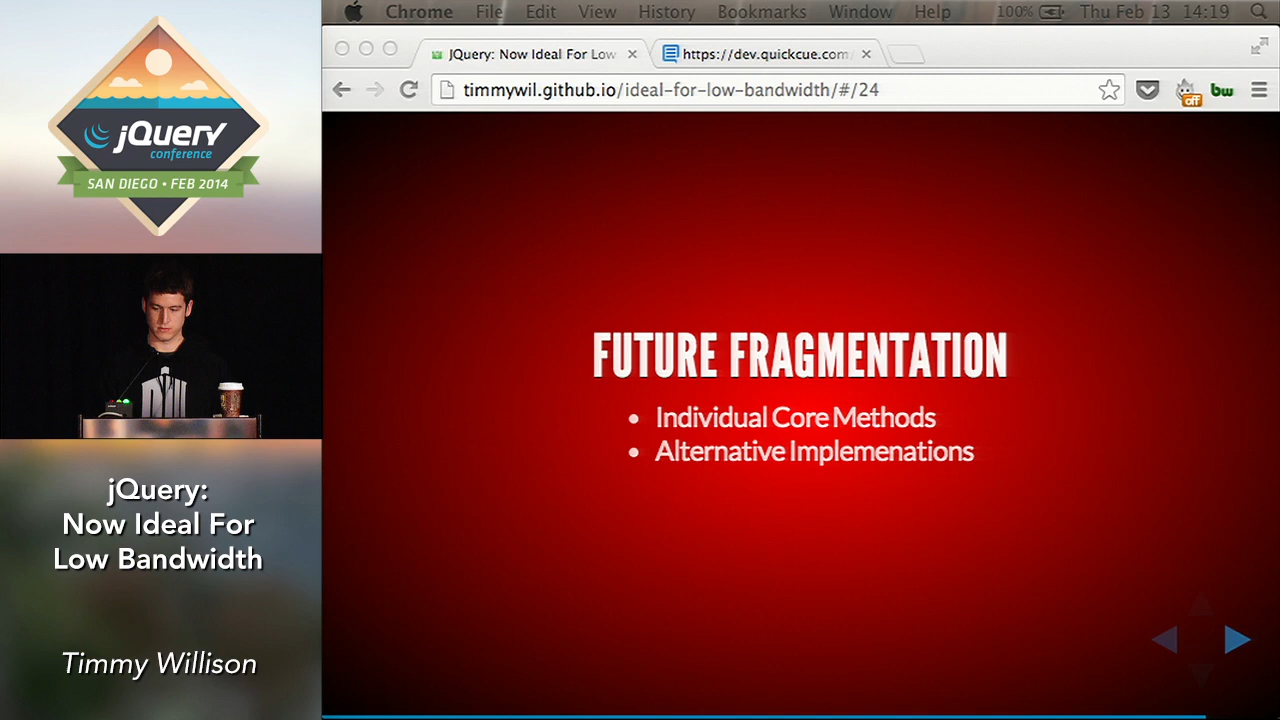 jQuery
conference
SAN DIEGO • FEB 2014
jQuery:
Now Ideal For
Low Bandwidth
Timmy Willison
Chrome File Edit View History Bookmarks Window Help 100% Thu Feb 13 14:19
jQuery: Now Ideal For Low
https://dev.quickcue.com/
timmywil.github.io/ideal-for-low-bandwidth/#/24
off
bw
FUTURE FRAGMENTATION
• Individual Core Methods
• Alternative Implemenations